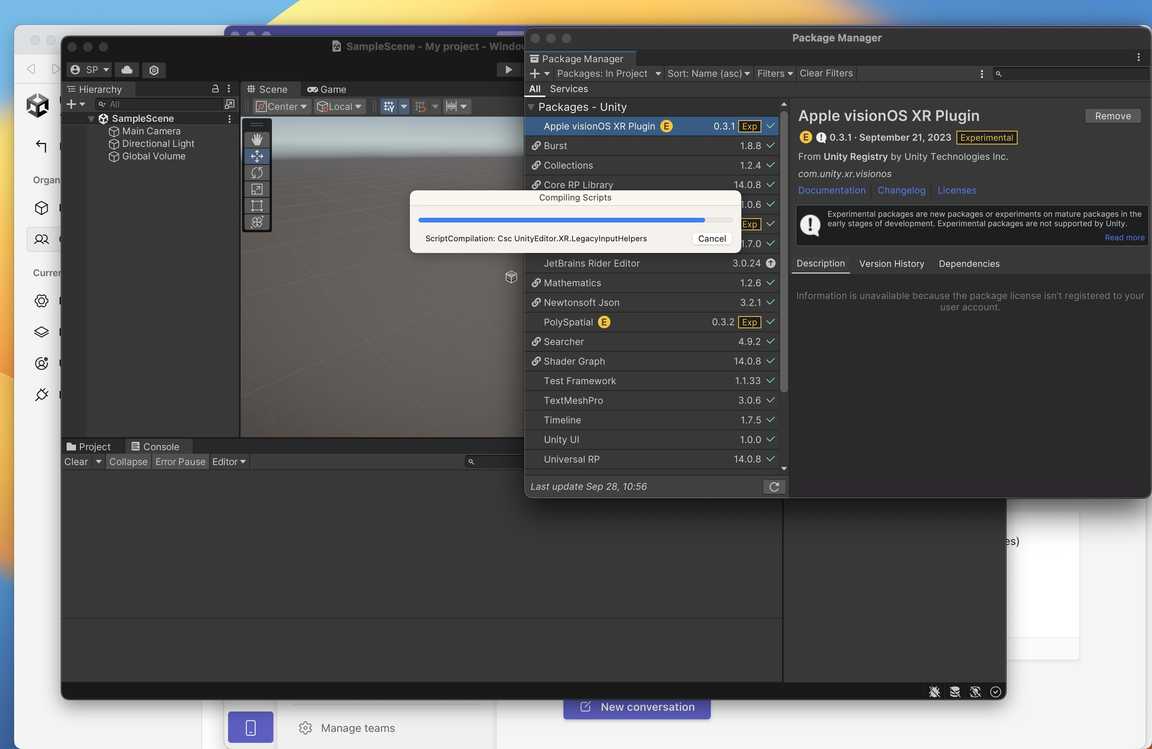 SampleScene - My project - Window
SP
Hierarchy
All
SampleScene
Main Camera
Directional Light
Global Volume
Scene
Game
Center
Local
Compiling Scripts
ScriptCompilation: Csc UnityEditor.XR.LegacyInputHelpers
Cancel
Package Manager
Package Manager
Packages: In Project
Sort: Name (asc)
Filters
Clear Filters
All Services
Packages - Unity
Apple visionOS XR Plugin E 0.3.1 Exp
Burst 1.8.8
Collections 1.2.4
Core RP Library 14.0.8
1.0.6
Exp
1.7.0
JetBrains Rider Editor 3.0.24
Mathematics 1.2.6
Newtonsoft Json 3.2.1
PolySpatial E 0.3.2 Exp
Searcher 4.9.2
Shader Graph 14.0.8
Test Framework 1.1.33
TextMeshPro 3.0.6
Timeline 1.7.5
Unity UI 1.0.0
Universal RP 14.0.8
Last update Sep 28, 10:56
Apple visionOS XR Plugin
Remove
E 0.3.1 · September 21, 2023 Experimental
From Unity Registry by Unity Technologies Inc.
com.unity.xr.visionos
Documentation Changelog Licenses
Experimental packages are new packages or experiments on mature packages in the
early stages of development. Experimental packages are not supported by Unity.
Read more
Description Version History Dependencies
Information is unavailable because the package license isn't registered to your
user account.
Project
Console
Clear
Collapse
Error Pause
Editor
Organ
Curre
es)
New conversation
Manage teams